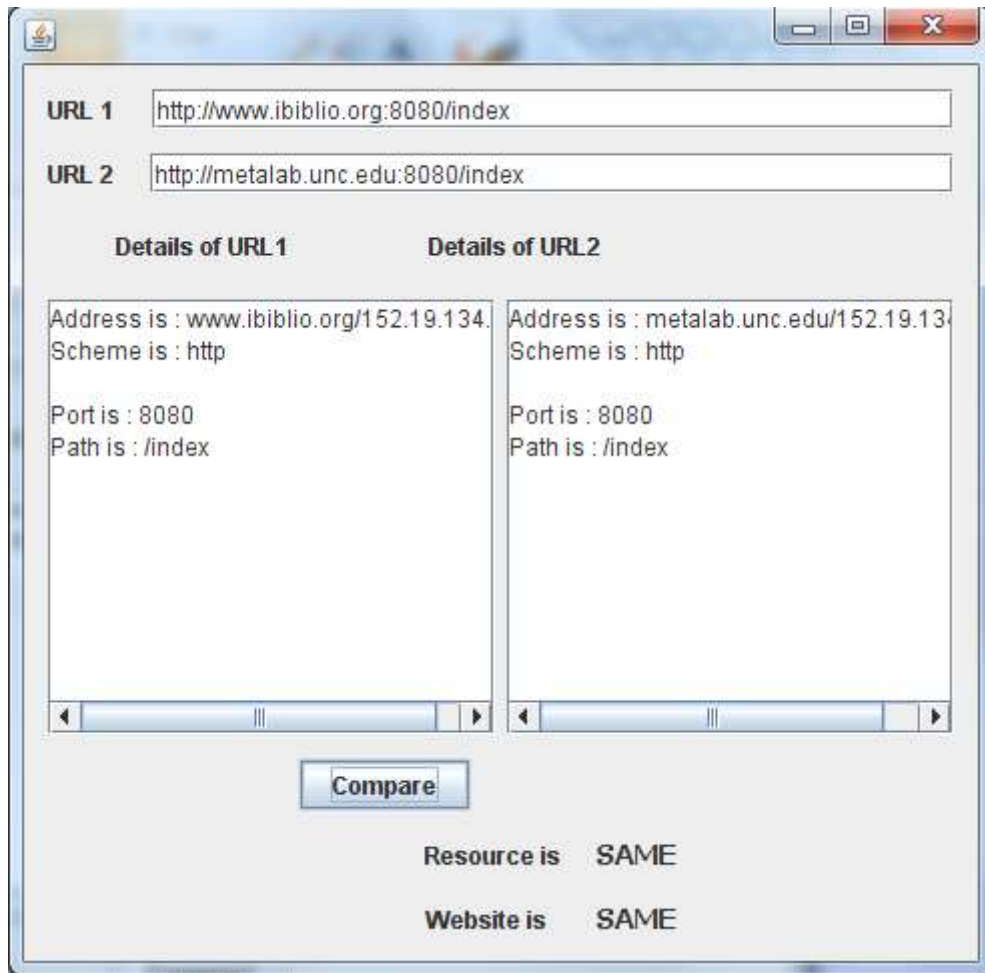 URL 1 http://www.ibiblio.org:8080/index
URL 2 http://metalab.unc.edu:8080/index
Details of URL1 Details of URL2
Address is : www.ibiblio.org/152.19.134.
Scheme is : http
Port is : 8080
Path is : /index
Address is : metalab.unc.edu/152.19.134
Scheme is : http
Port is : 8080
Path is : /index
Compare
Resource is SAME
Website is SAME